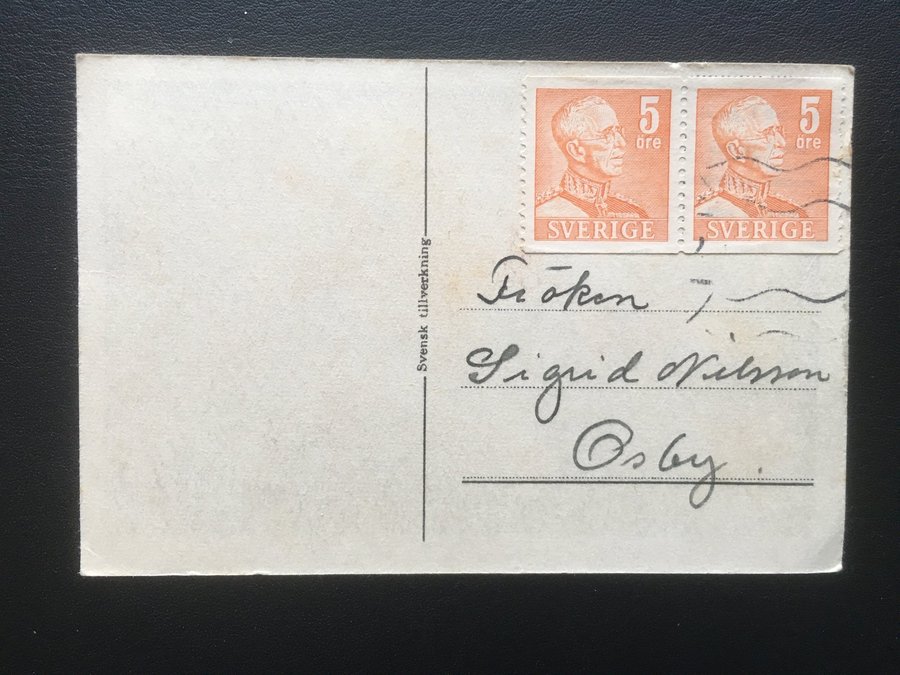 5
öre
SVERIGE
5
öre
SVERIGE
Svensk tillverkning
Fröken
Sigrid Nilsson
Osby.